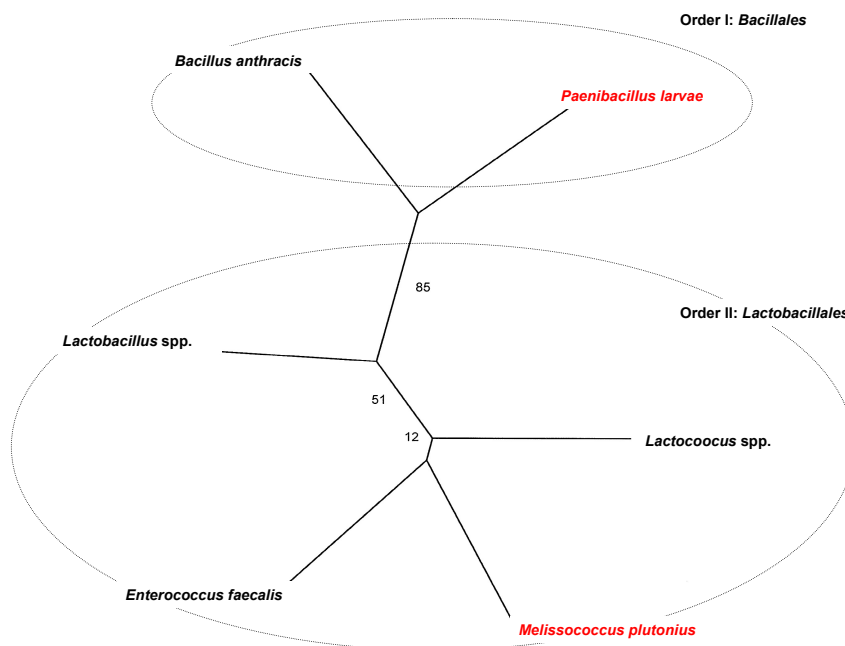 Order I: Bacillales
Bacillus anthracis
Paenibacillus larvae
85
Order II: Lactobacillales
Lactobacillus spp.
51
12
Lactocoocus spp.
Enterococcus faecalis
Melissococcus plutonius